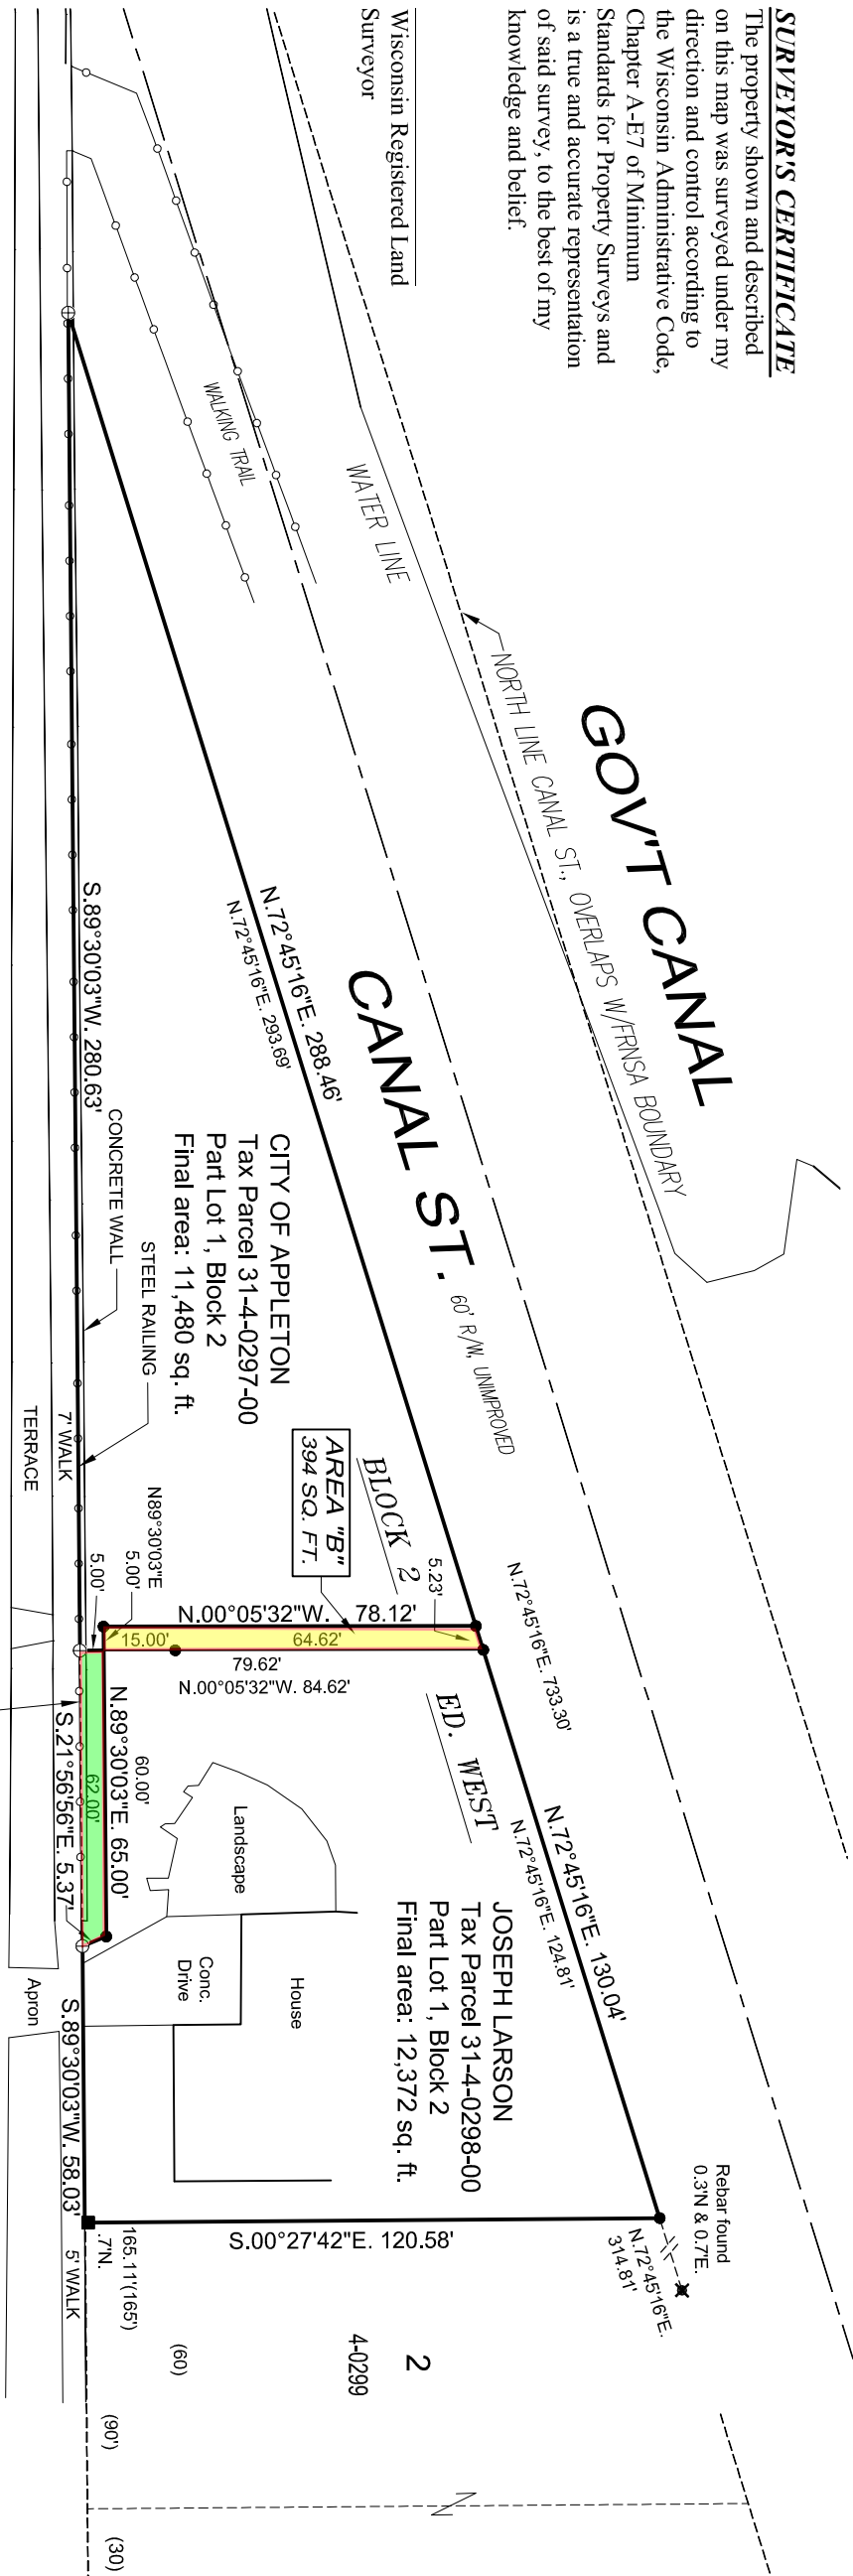 SURVEYOR'S CERTIFICATE
The property shown and described
on this map was surveyed under my
direction and control according to
the Wisconsin Administrative Code,
Chapter A-E7 of Minimum
Standards for Property Surveys and
is a true and accurate representation
of said survey, to the best of my
knowledge and belief.
Wisconsin Registered Land
Surveyor
GOV'T CANAL
NORTH LINE CANAL ST., OVERLAPS W/FRNSA BOUNDARY
WATER LINE
WALKING TRAIL
CANAL ST.
60' R/W, UNIMPROVED
N.72°45'16"E. 288.46'
N.72°45'16"E. 293.69'
S.89°30'03"W. 280.63'
CONCRETE WALL
STEEL RAILING
CITY OF APPLETON
Tax Parcel 31-4-0297-00
Part Lot 1, Block 2
Final area: 11,480 sq. ft.
7' WALK
TERRACE
AREA "B"
394 SQ. FT.
BLOCK 2
5.23'
N.72°45'16"E. 733.30'
N89°30'03"E
5.00'
5.00'
N.00°05'32"W. 78.12'
15.00'
64.62'
79.62'
N.00°05'32"W. 84.62'
ED. WEST
60.00'
N.89°30'03"E. 65.00'
62.00'
S.21°56'56"E. 5.37'
Landscape
Conc.
Drive
House
Apron
N.72°45'16"E. 130.04'
N.72°45'16"E. 124.81'
JOSEPH LARSON
Tax Parcel 31-4-0298-00
Part Lot 1, Block 2
Final area: 12,372 sq. ft.
S.89°30'03"W. 58.03'
Rebar found
0.3'N & 0.7'E.
N.72°45'16"E.
314.81'
S.00°27'42"E. 120.58'
165.11'(165')
.7'N.
5' WALK
2
4-0299
(60)
(90')
(30)
N